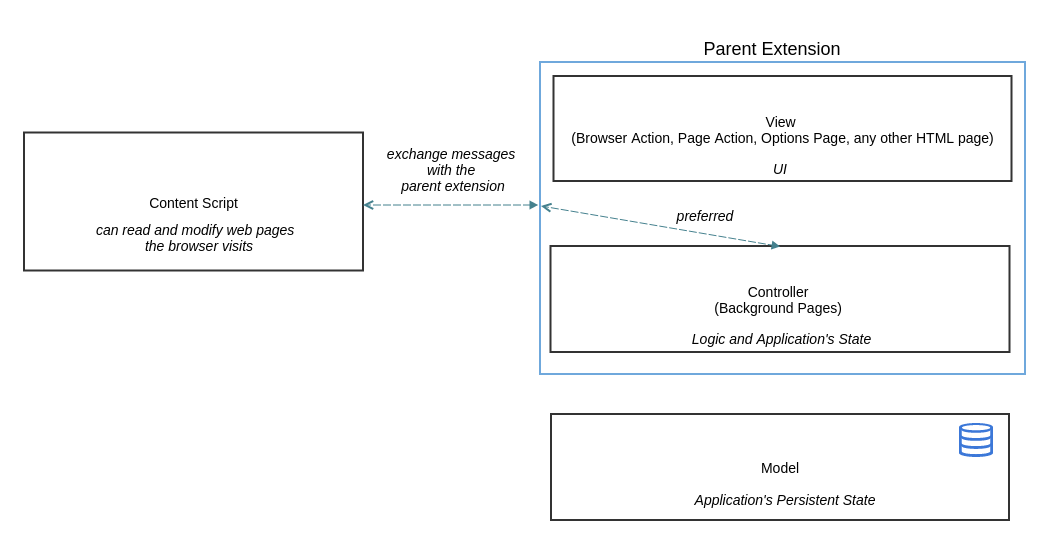 Parent Extension
View
(Browser Action, Page Action, Options Page, any other HTML page)
UI
exchange messages
with the
parent extension
Content Script
can read and modify web pages
the browser visits
preferred
Controller
(Background Pages)
Logic and Application's State
Model
Application's Persistent State